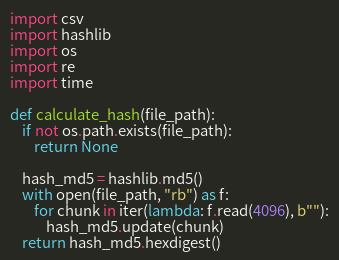 import csv
import hashlib
import os
import re
import time

def calculate_hash(file_path):
    if not os.path.exists(file_path):
        return None

    hash_md5 = hashlib.md5()
    with open(file_path, "rb") as f:
        for chunk in iter(lambda: f.read(4096), b""):
            hash_md5.update(chunk)
    return hash_md5.hexdigest()